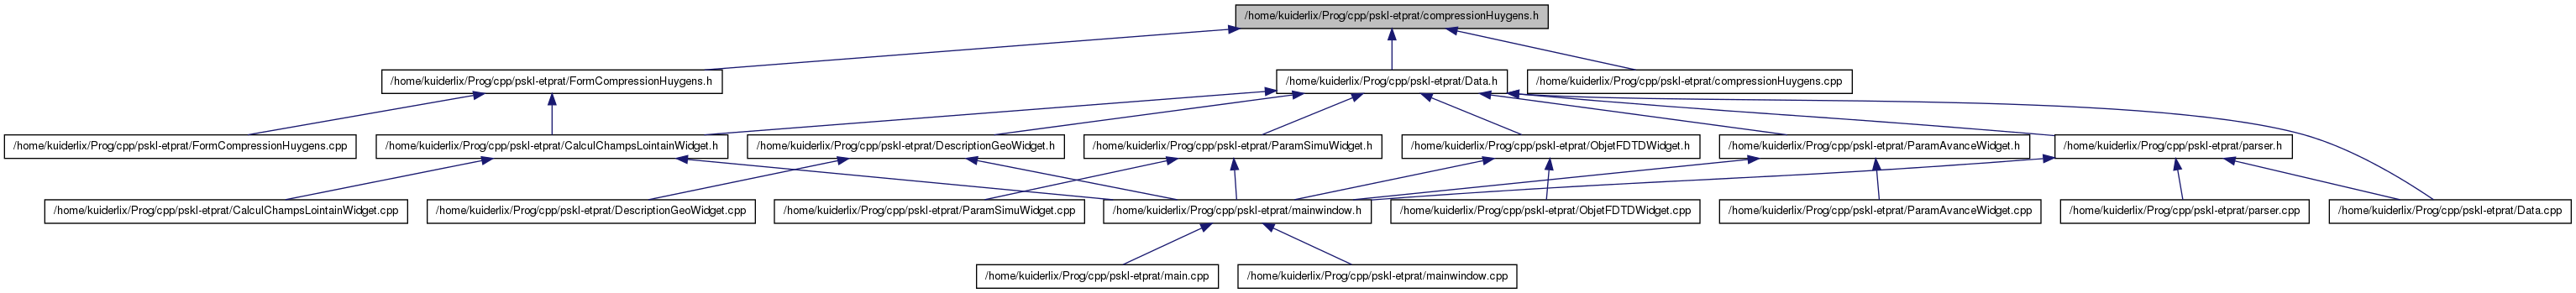 /home/kuiderlix/Prog/cpp/pskl-etprat/compressionHuygens.h
/home/kuiderlix/Prog/cpp/pskl-etprat/FormCompressionHuygens.h
/home/kuiderlix/Prog/cpp/pskl-etprat/Data.h
/home/kuiderlix/Prog/cpp/pskl-etprat/compressionHuygens.cpp
/home/kuiderlix/Prog/cpp/pskl-etprat/FormCompressionHuygens.cpp
/home/kuiderlix/Prog/cpp/pskl-etprat/CalculChampsLointainWidget.h
/home/kuiderlix/Prog/cpp/pskl-etprat/DescriptionGeoWidget.h
/home/kuiderlix/Prog/cpp/pskl-etprat/ParamSimuWidget.h
/home/kuiderlix/Prog/cpp/pskl-etprat/ObjetFDTDWidget.h
/home/kuiderlix/Prog/cpp/pskl-etprat/ParamAvanceWidget.h
/home/kuiderlix/Prog/cpp/pskl-etprat/parser.h
/home/kuiderlix/Prog/cpp/pskl-etprat/CalculChampsLointainWidget.cpp
/home/kuiderlix/Prog/cpp/pskl-etprat/DescriptionGeoWidget.cpp
/home/kuiderlix/Prog/cpp/pskl-etprat/ParamSimuWidget.cpp
/home/kuiderlix/Prog/cpp/pskl-etprat/mainwindow.h
/home/kuiderlix/Prog/cpp/pskl-etprat/ObjetFDTDWidget.cpp
/home/kuiderlix/Prog/cpp/pskl-etprat/ParamAvanceWidget.cpp
/home/kuiderlix/Prog/cpp/pskl-etprat/parser.cpp
/home/kuiderlix/Prog/cpp/pskl-etprat/Data.cpp
/home/kuiderlix/Prog/cpp/pskl-etprat/main.cpp
/home/kuiderlix/Prog/cpp/pskl-etprat/mainwindow.cpp